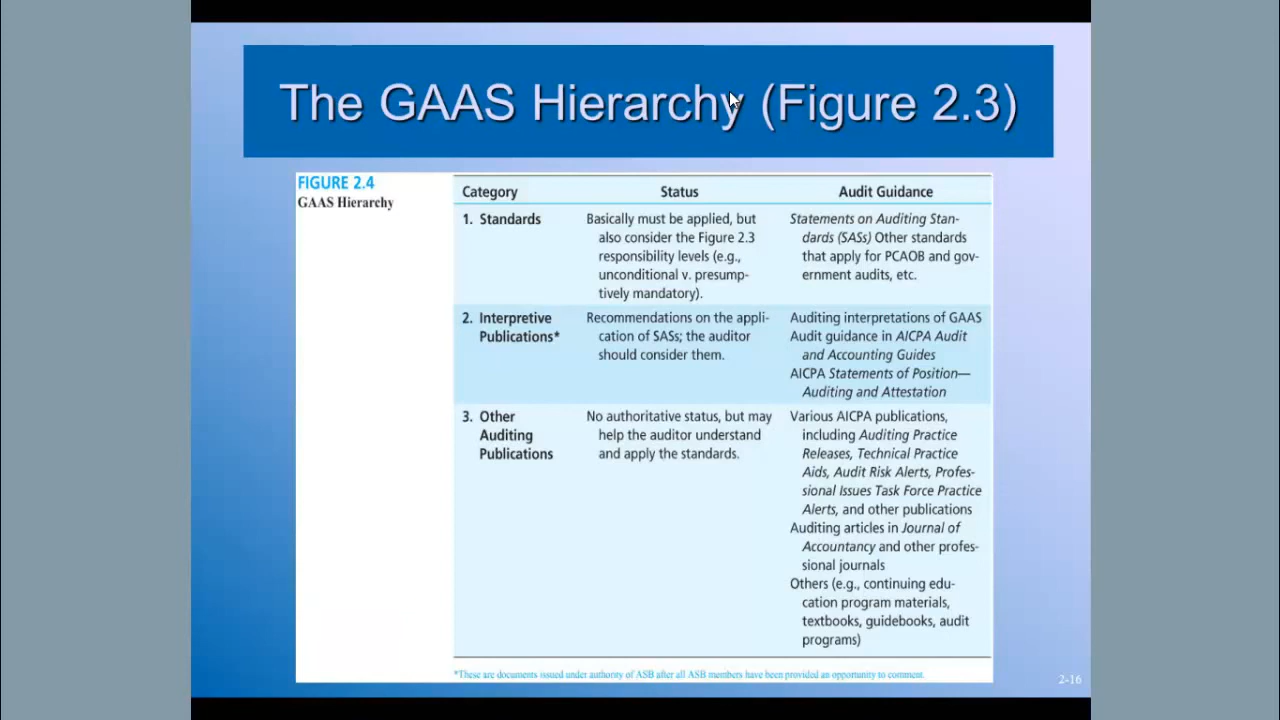 The GAAS Hierarchy (Figure 2.3)
FIGURE 2.4
GAAS Hierarchy
Category Status Audit Guidance
1. Standards
Basically must be applied, but
also consider the Figure 2.3
responsibility levels (e.g.,
unconditional v. presump-
tively mandatory).
Statements on Auditing Stan-
dards (SASs) Other standards
that apply for PCAOB and gov-
ernment audits, etc.
2. Interpretive
Publications*
Recommendations on the appli-
cation of SASs; the auditor
should consider them.
Auditing interpretations of GAAS
Audit guidance in AICPA Audit
and Accounting Guides
AICPA Statements of Position—
Auditing and Attestation
3. Other
Auditing
Publications
No authoritative status, but may
help the auditor understand
and apply the standards.
Various AICPA publications,
including Auditing Practice
Releases, Technical Practice
Aids, Audit Risk Alerts, Profes-
sional Issues Task Force Practice
Alerts, and other publications
Auditing articles in Journal of
Accountancy and other profes-
sional journals
Others (e.g., continuing edu-
cation program materials,
textbooks, guidebooks, audit
programs)
*These are documents issued under authority of ASB after all ASB members have been provided an opportunity to comment.
2-16